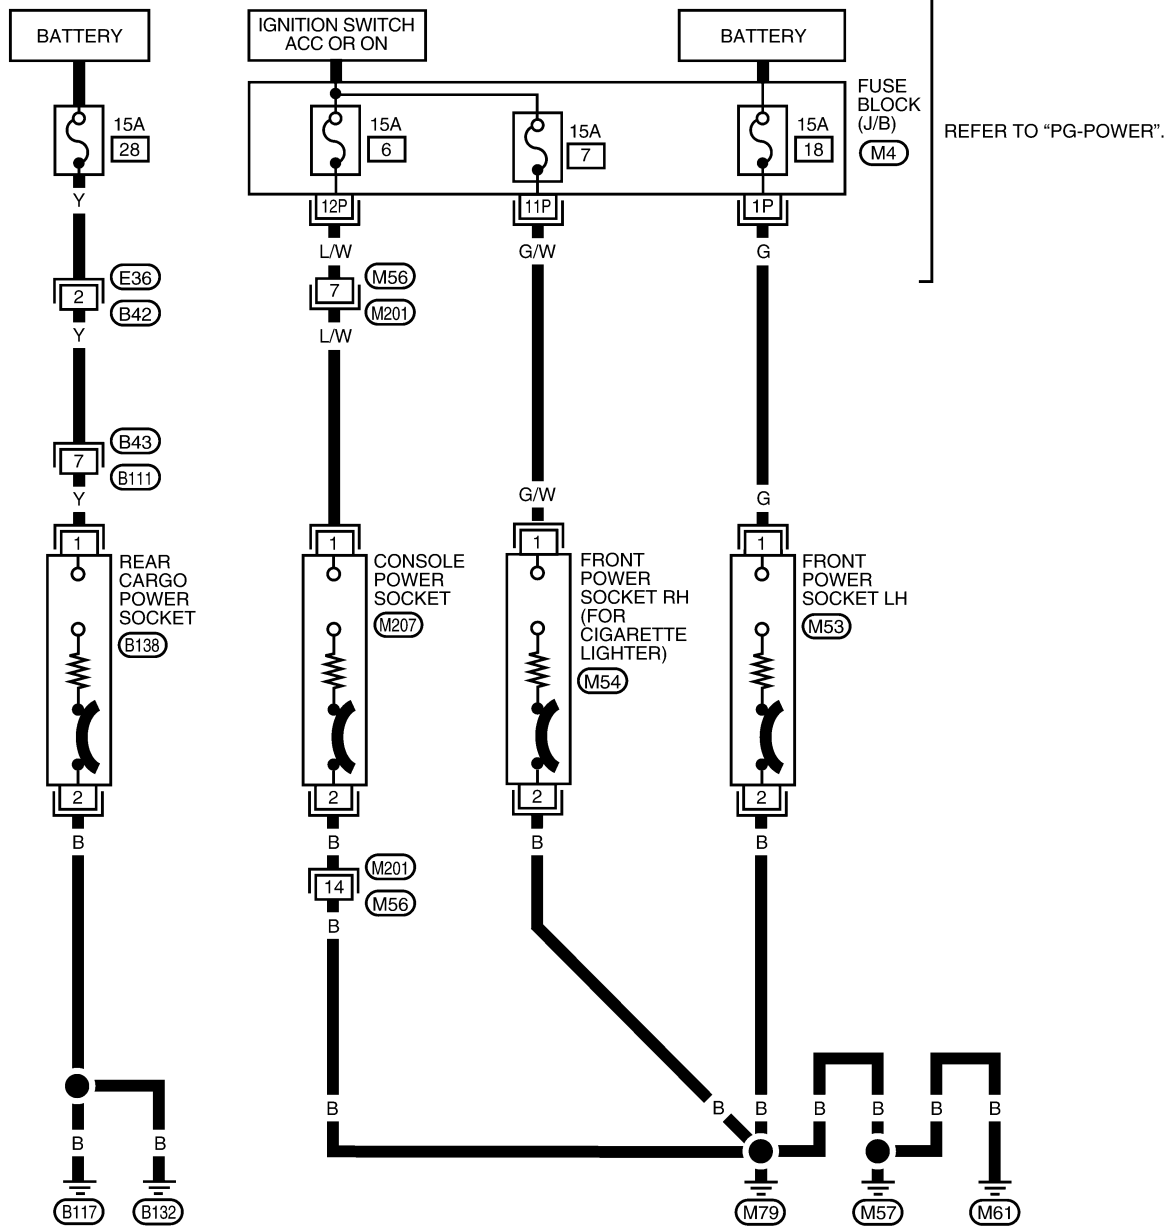 BATTERY
IGNITION SWITCH
ACC OR ON
BATTERY
FUSE
BLOCK
(J/B)
M4
REFER TO “PG-POWER”.
15A
28
15A
6
15A
7
15A
18
12P
11P
1P
Y
L/W
G/W
G
E36
2
B42
M56
7
M201
Y
L/W
B43
7
B111
Y
G/W
G
1
1
1
1
REAR
CARGO
POWER
SOCKET
B138
CONSOLE
POWER
SOCKET
M207
FRONT
POWER
SOCKET RH
(FOR
CIGARETTE
LIGHTER)
M54
FRONT
POWER
SOCKET LH
M53
2
2
2
2
B
B
B
B
M201
14
M56
B
B
B
B
B
B
B
B
B
B
B117
B132
M79
M57
M61